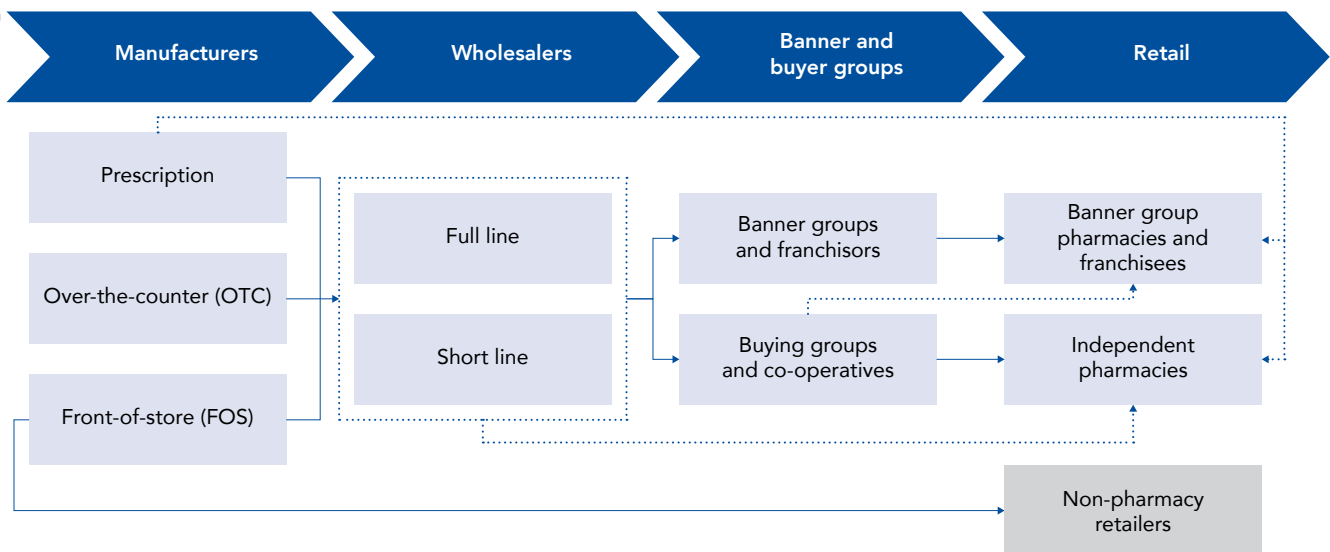 Manufacturers
Wholesalers
Banner and
buyer groups
Retail
Prescription
Over-the-counter (OTC)
Front-of-store (FOS)
Full line
Short line
Banner groups
and franchisors
Buying groups
and co-operatives
Banner group
pharmacies and
franchisees
Independent
pharmacies
Non-pharmacy
retailers